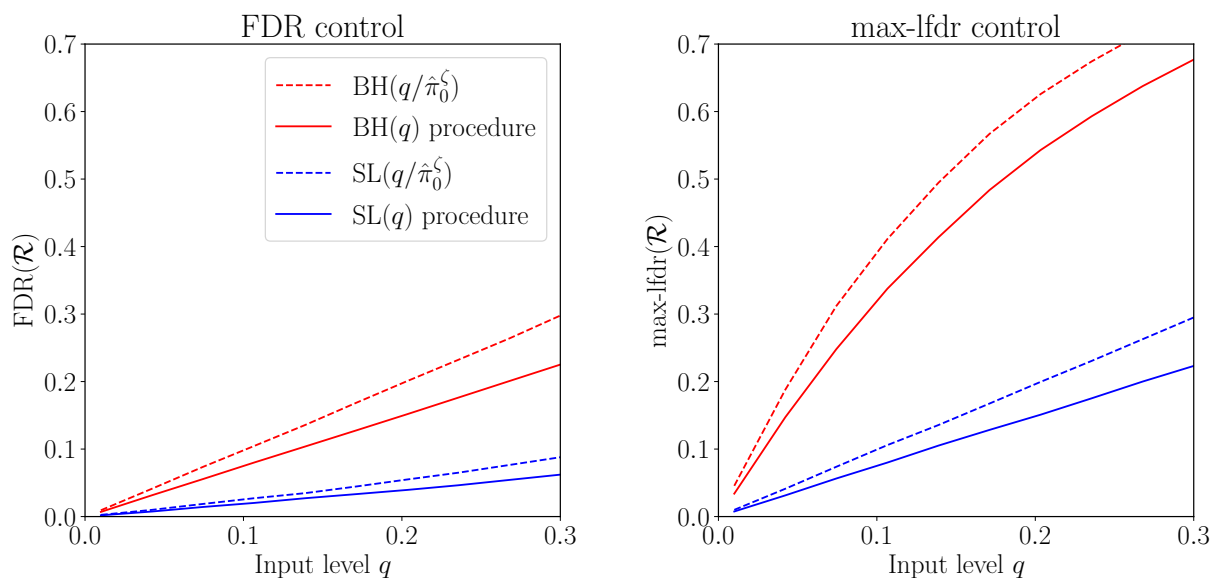 FDR control
0.7
0.6
0.5
0.4
0.3
0.2
0.1
0.0
FDR(𝓡)
BH(q/π̂₀^ζ)
BH(q) procedure
SL(q/π̂₀^ζ)
SL(q) procedure
0.0 0.1 0.2 0.3
Input level q
max-lfdr control
0.7
0.6
0.5
0.4
0.3
0.2
0.1
0.0
max-lfdr(𝓡)
0.0 0.1 0.2 0.3
Input level q